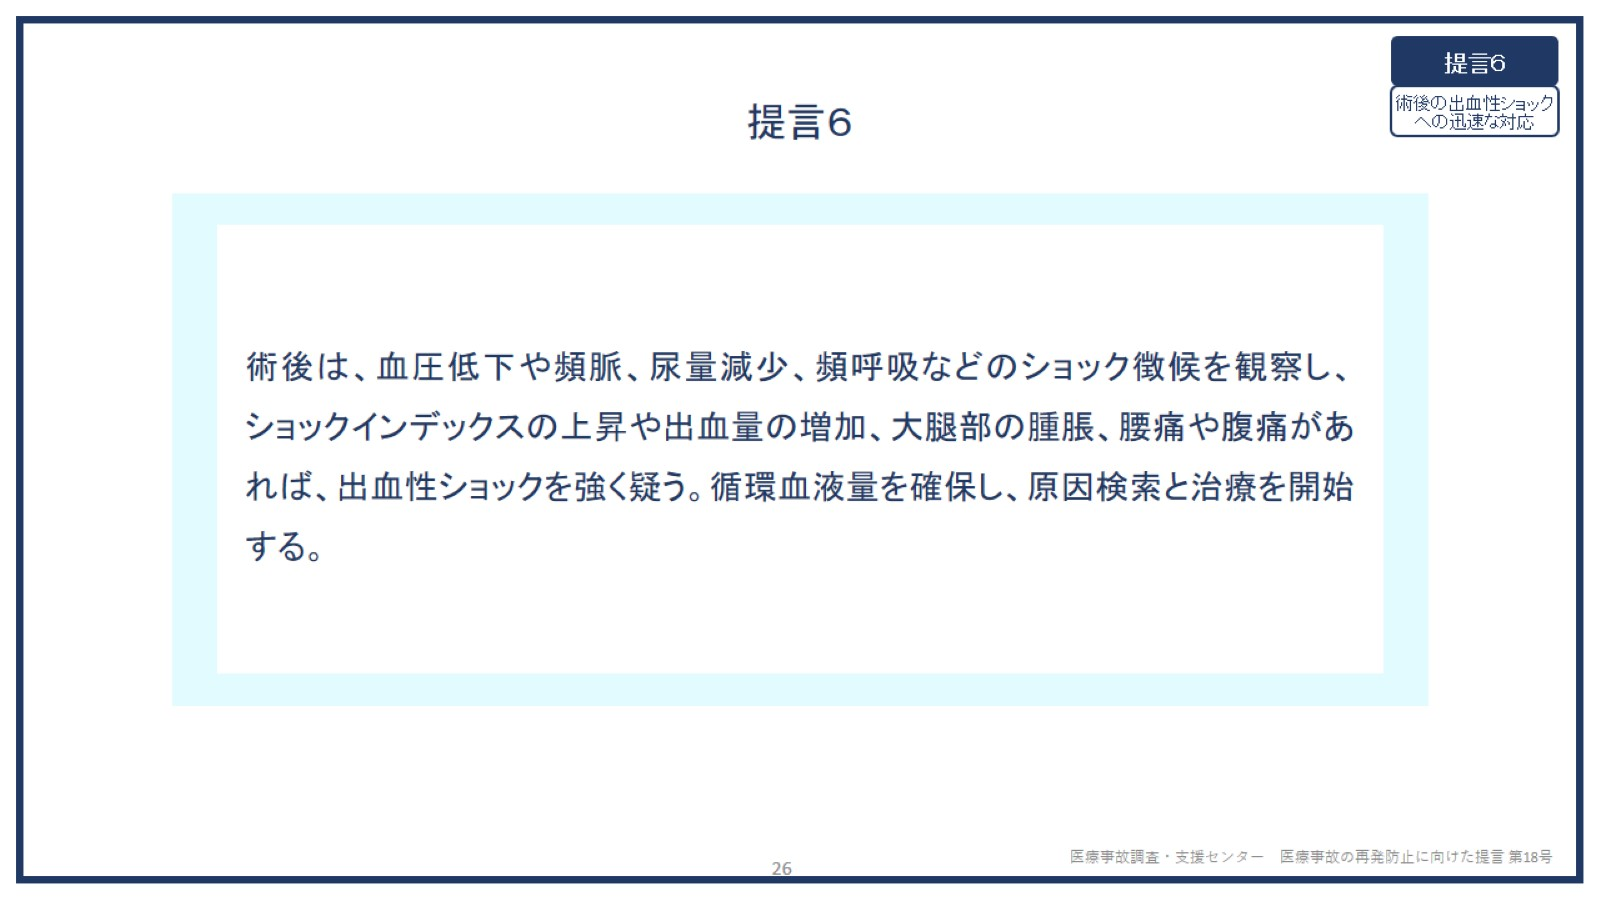 提言6
術後の出血性ショック
への迅速な対応
提言6
術後は、血圧低下や頻脈、尿量減少、頻呼吸などのショック徴候を観察し、
ショックインデックスの上昇や出血量の増加、大腿部の腫脹、腰痛や腹痛があ
れば、出血性ショックを強く疑う。循環血液量を確保し、原因検索と治療を開始
する。
医療事故調査・支援センター　医療事故の再発防止に向けた提言 第18号
26